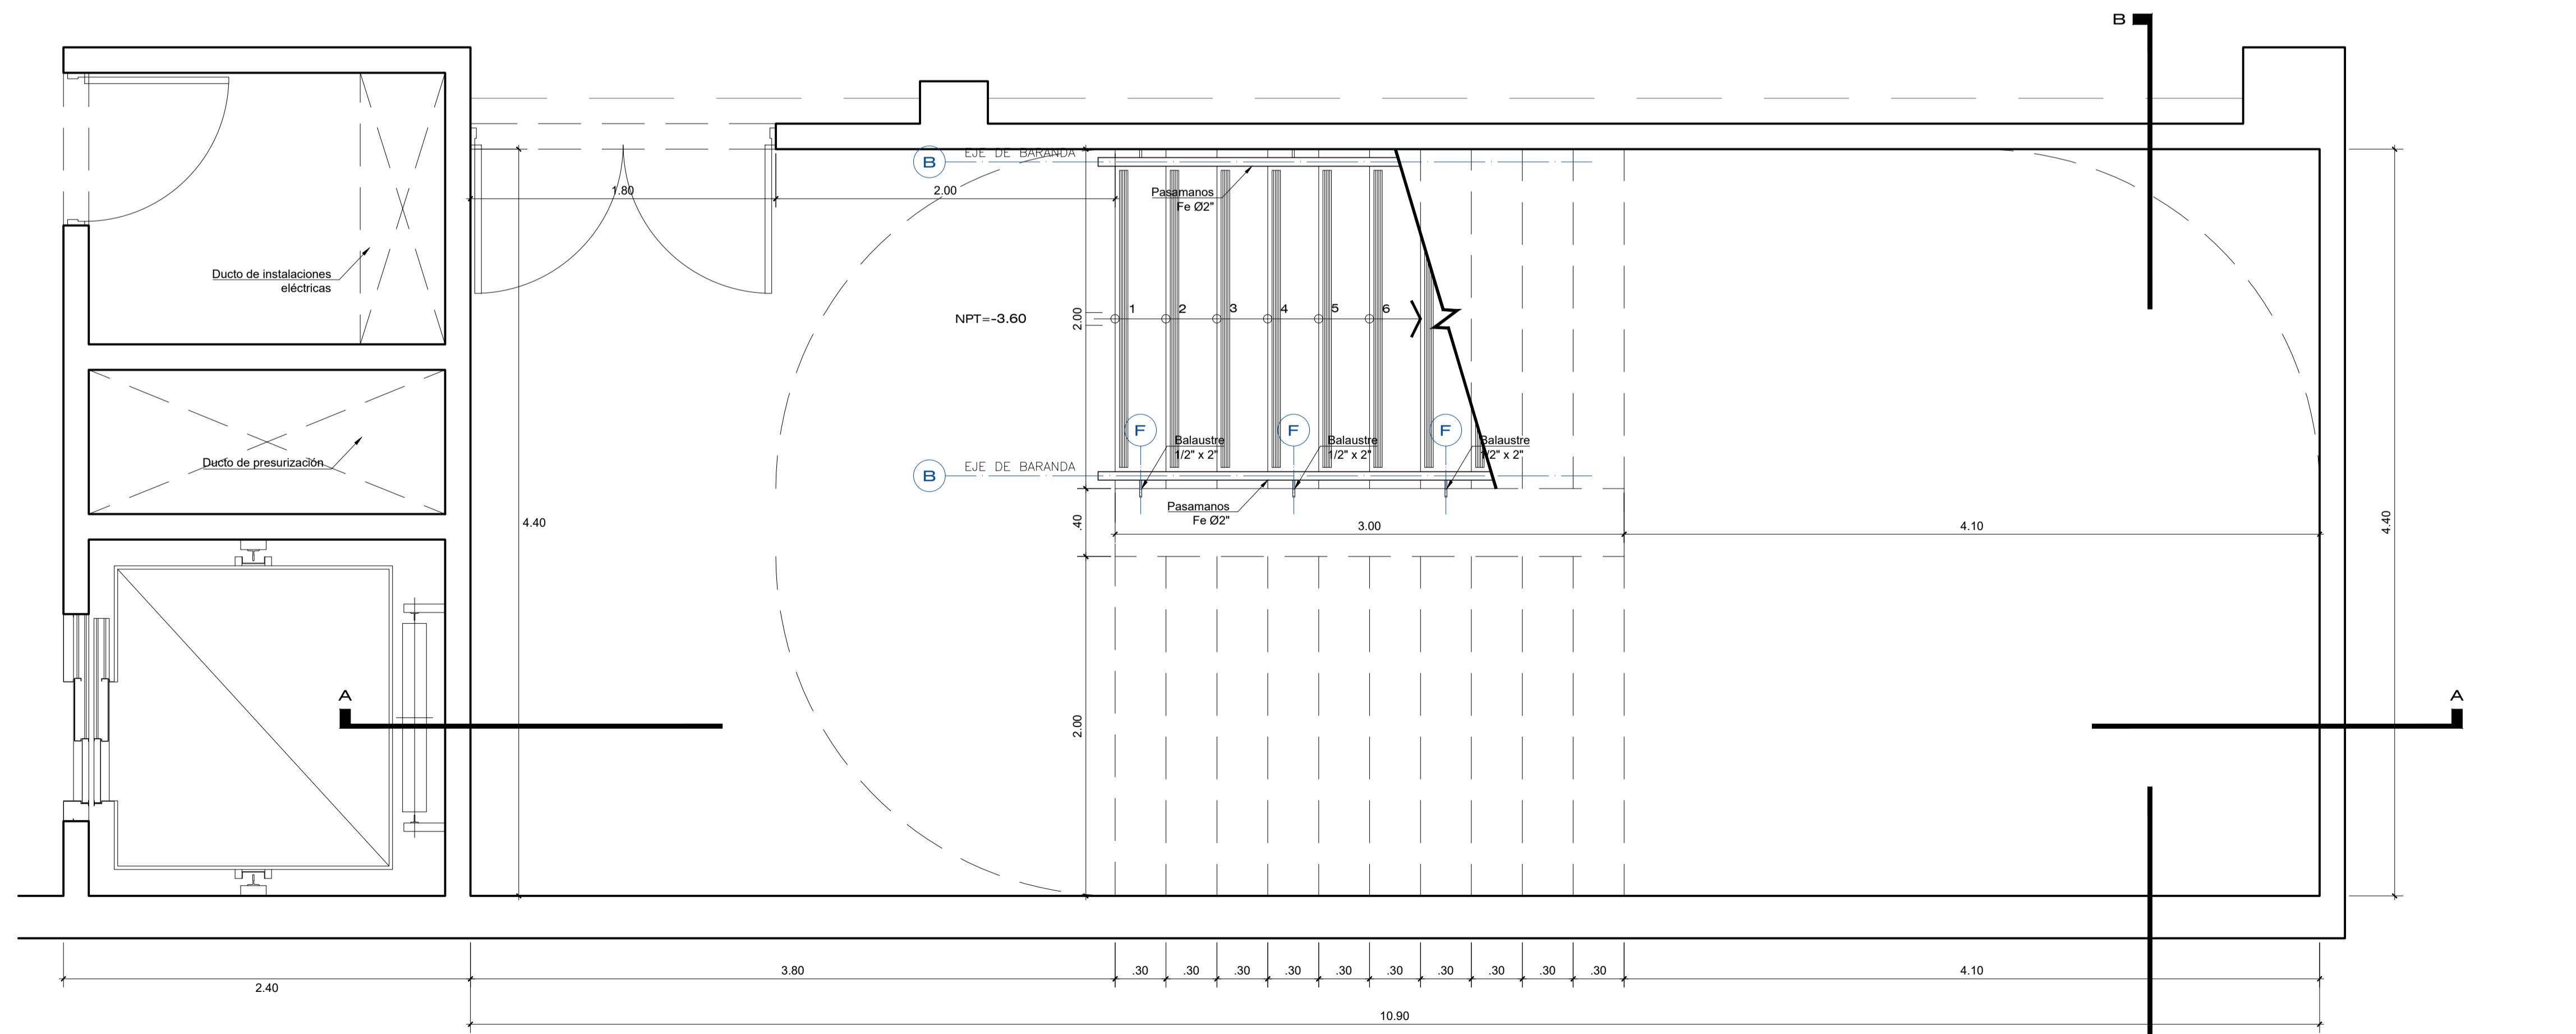 B
B
EJE DE BARANDA
1.80
2.00
Pasamanos
Fe Ø2"
Ducto de instalaciones
eléctricas
NPT=-3.60
2.00
1
2
3
4
5
6
F
F
F
Balaustre
1/2" x 2"
Balaustre
1/2" x 2"
Balaustre
1/2" x 2"
Ducto de presurización
B
EJE DE BARANDA
Pasamanos
Fe Ø2"
4.40
.40
3.00
4.10
4.40
A
A
2.00
2.40
3.80
.30
.30
.30
.30
.30
.30
.30
.30
.30
.30
4.10
10.90